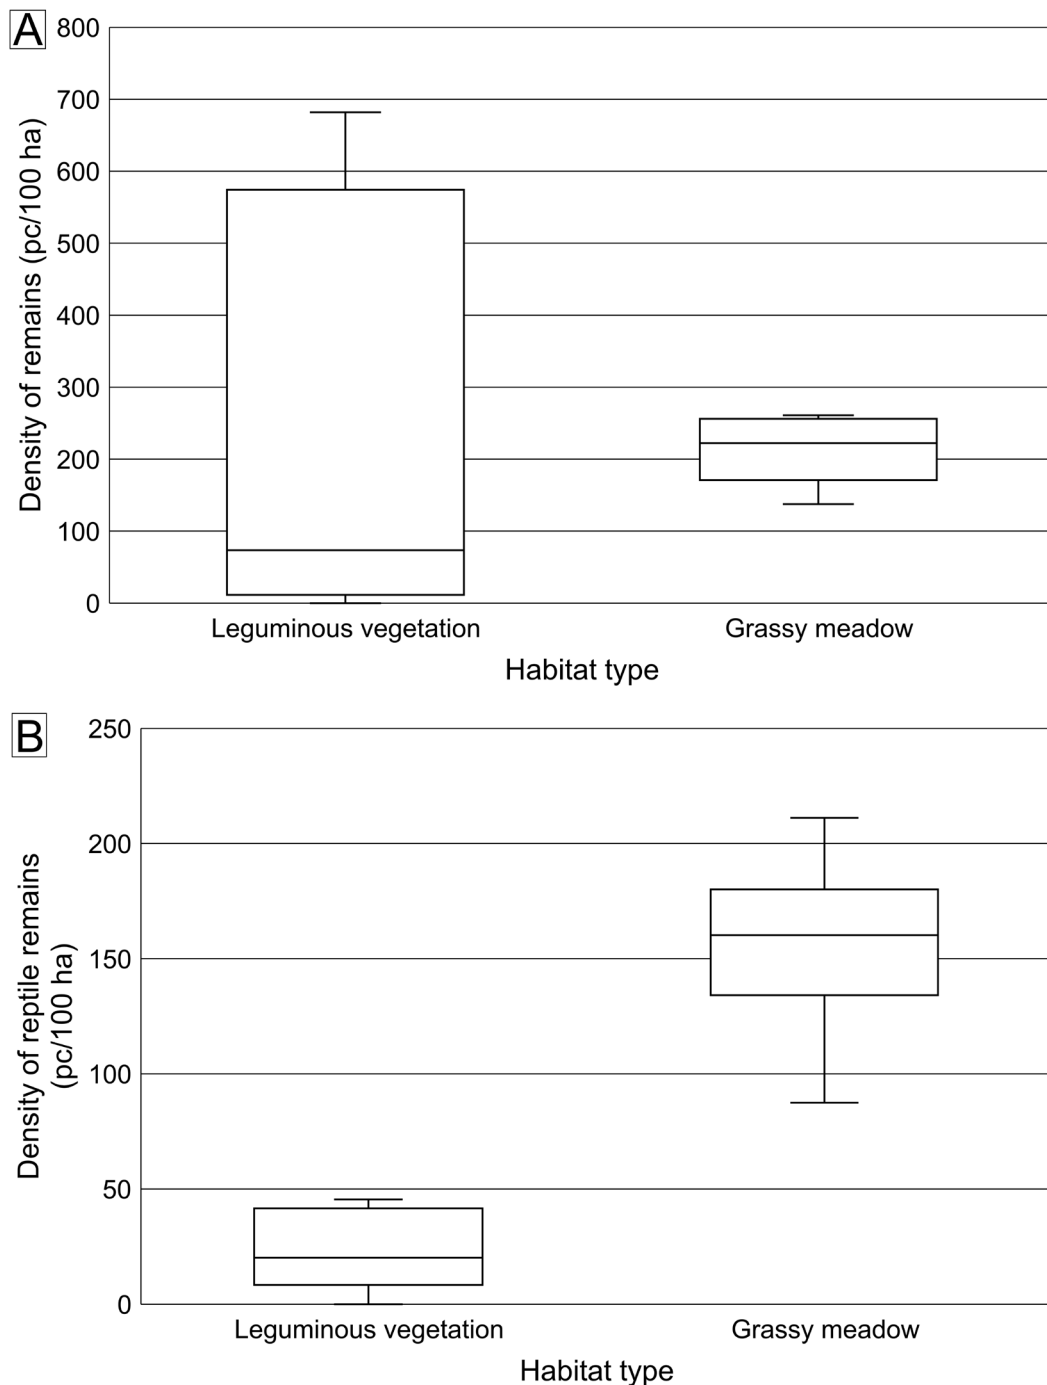 A
Density of remains (pc/100 ha)
800
700
600
500
400
300
200
100
0
Leguminous vegetation
Grassy meadow
Habitat type
B
Density of reptile remains
(pc/100 ha)
250
200
150
100
50
0
Leguminous vegetation
Grassy meadow
Habitat type